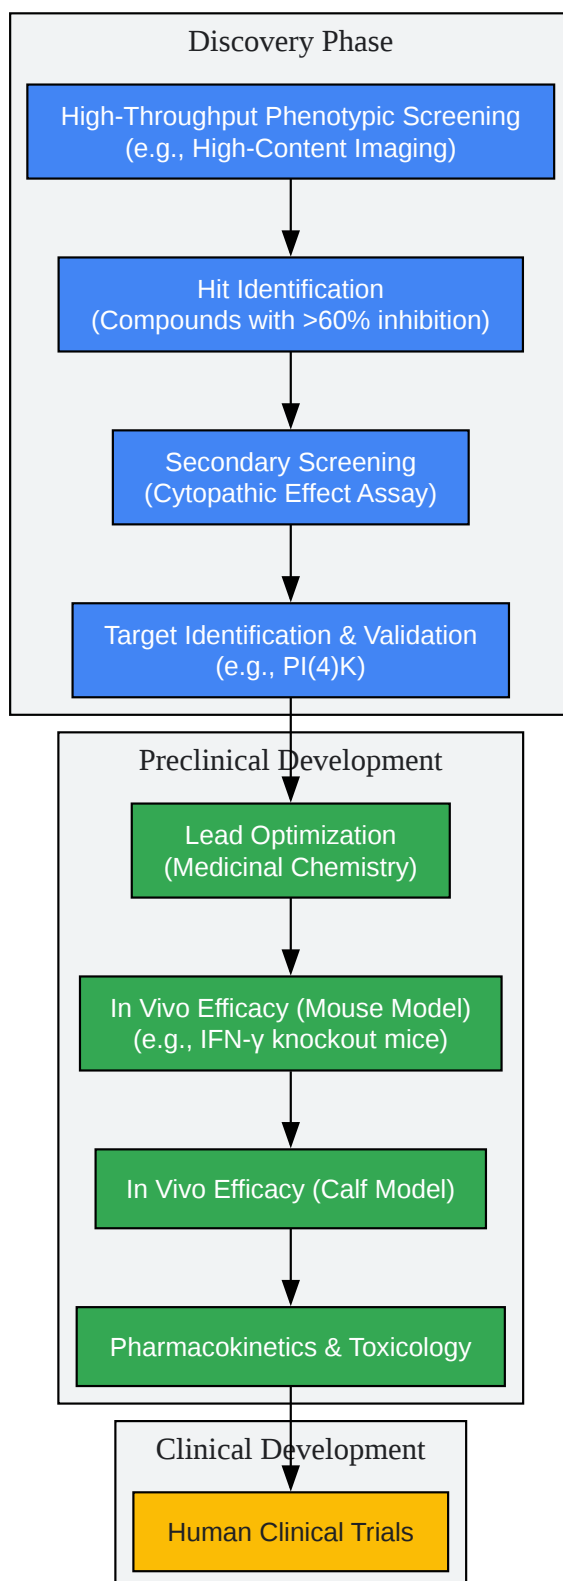 Discovery Phase
High-Throughput Phenotypic Screening
(e.g., High-Content Imaging)
Hit Identification
(Compounds with >60% inhibition)
Secondary Screening
(Cytopathic Effect Assay)
Target Identification & Validation
(e.g., PI(4)K)
Preclinical Development
Lead Optimization
(Medicinal Chemistry)
In Vivo Efficacy (Mouse Model)
(e.g., IFN-γ knockout mice)
In Vivo Efficacy (Calf Model)
Pharmacokinetics & Toxicology
Clinical Development
Human Clinical Trials